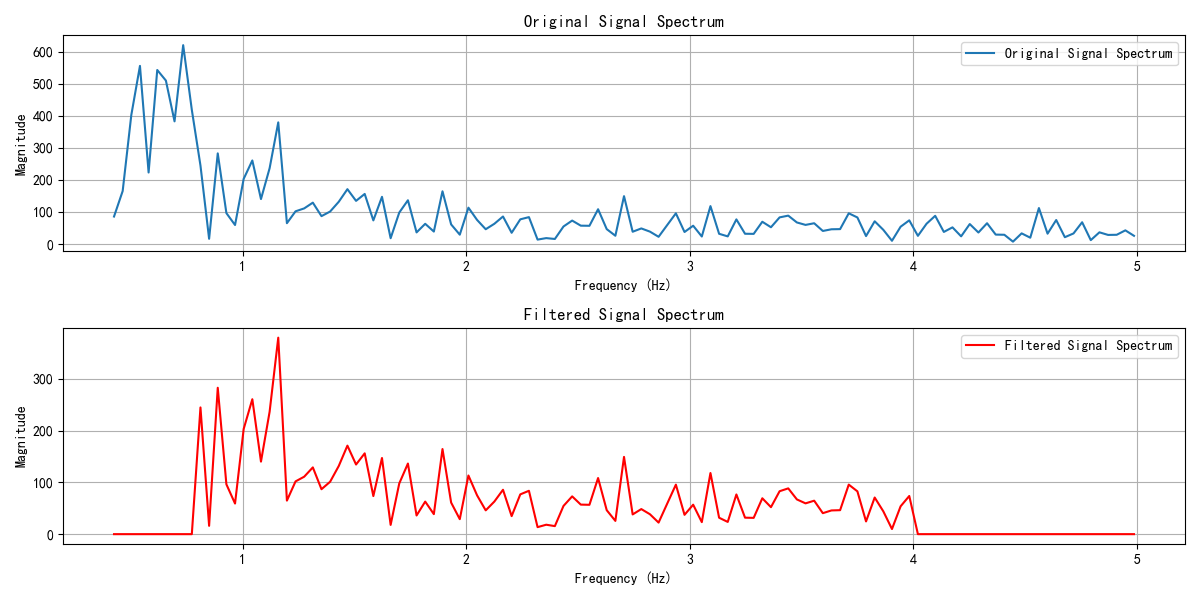 Original Signal Spectrum
600
500
400
300
200
100
0
Magnitude
Original Signal Spectrum
1 2 3 4 5
Frequency (Hz)
Filtered Signal Spectrum
300
200
100
0
Magnitude
Filtered Signal Spectrum
1 2 3 4 5
Frequency (Hz)